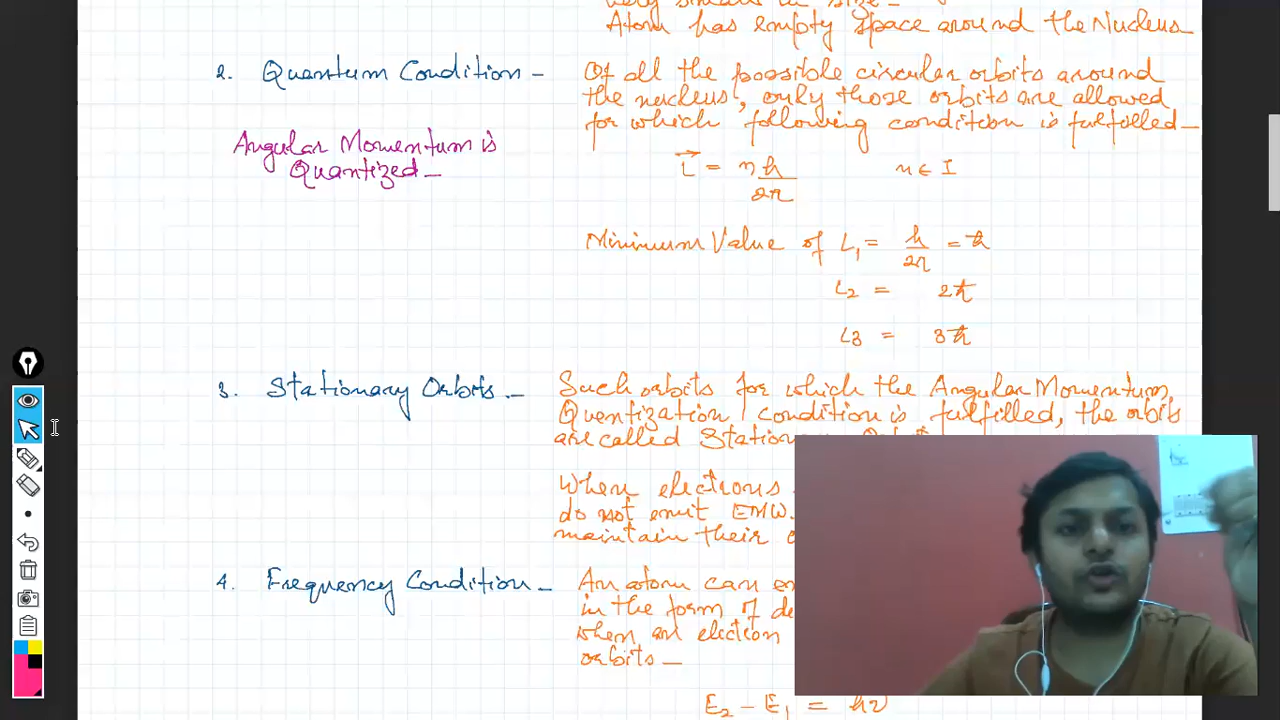 Atom has empty space around the Nucleus
2. Quantum Condition -
Of all the possible circular orbits around
the nucleus, only those orbits are allowed
for which following condition is fulfilled -
Angular Momentum is
Quantized -
L = nh/2π n ∈ I
Minimum Value of L₁ = h/2π = ħ
L₂ = 2ħ
L3 = 3ħ
3. Stationary Orbits. -
Such orbits for which the Angular Momentum
Quentization condition is fulfilled, the orbits
are called Station
When electrons
do not emit EMW.
maintain their
4. Frequency Condition -
An atom can
in the form of
when an election
orbits -
E₂ - E₁ = hν